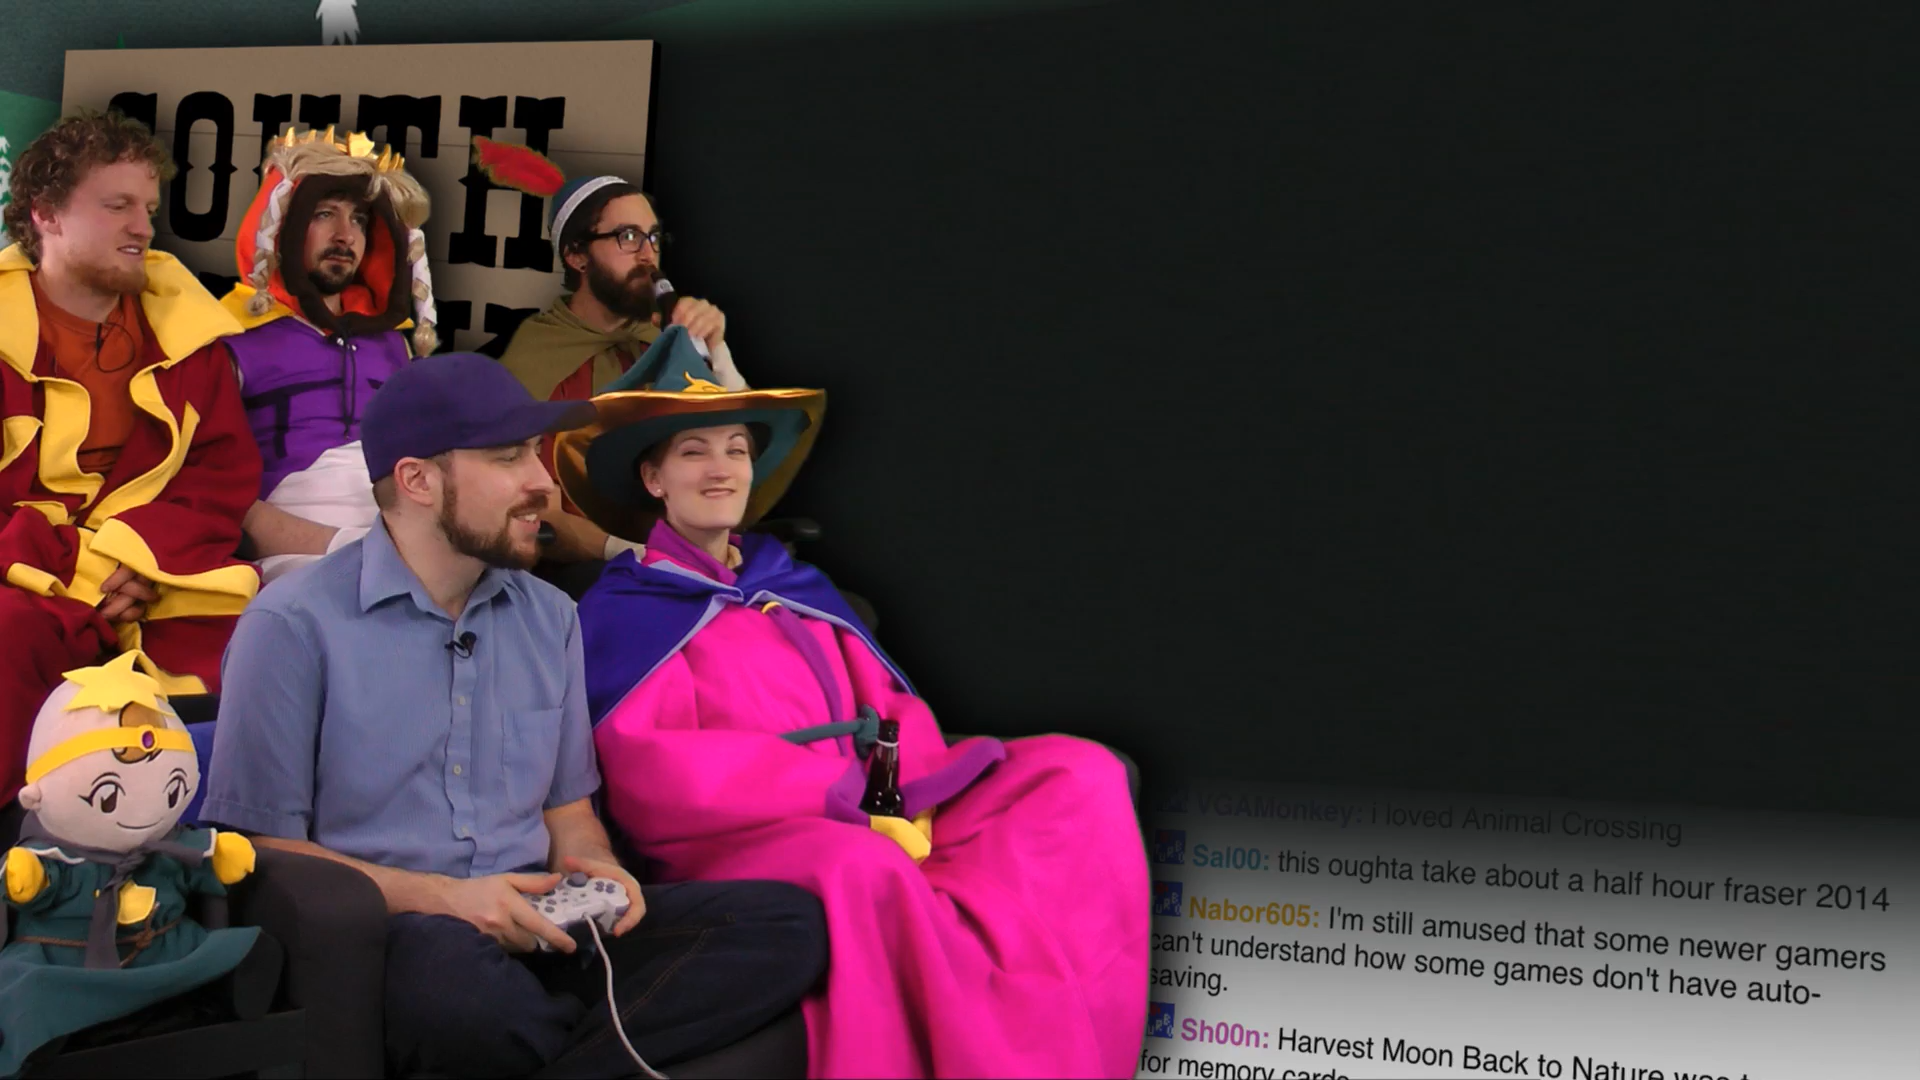 SOUTH
VGAMonkey: i loved Animal Crossing
Sal00: this oughta take about a half hour fraser 2014
Nabor605: I'm still amused that some newer gamers
can't understand how some games don't have auto-
saving.
Sh00n: Harvest Moon Back to Nature was
for memory cards